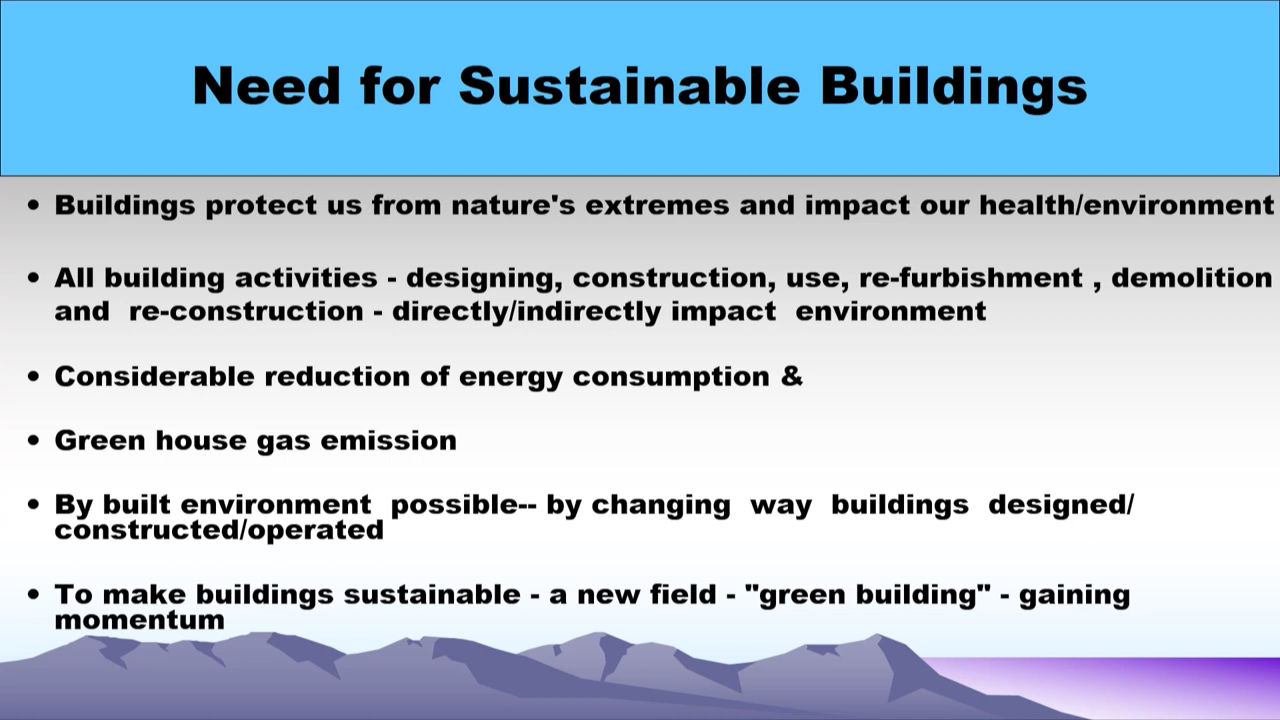 Need for Sustainable Buildings
• Buildings protect us from nature's extremes and impact our health/environment
• All building activities - designing, construction, use, re-furbishment , demolition
and  re-construction - directly/indirectly impact  environment
• Considerable reduction of energy consumption &
• Green house gas emission
• By built environment  possible-- by changing  way  buildings  designed/
constructed/operated
• To make buildings sustainable - a new field - "green building" - gaining
momentum